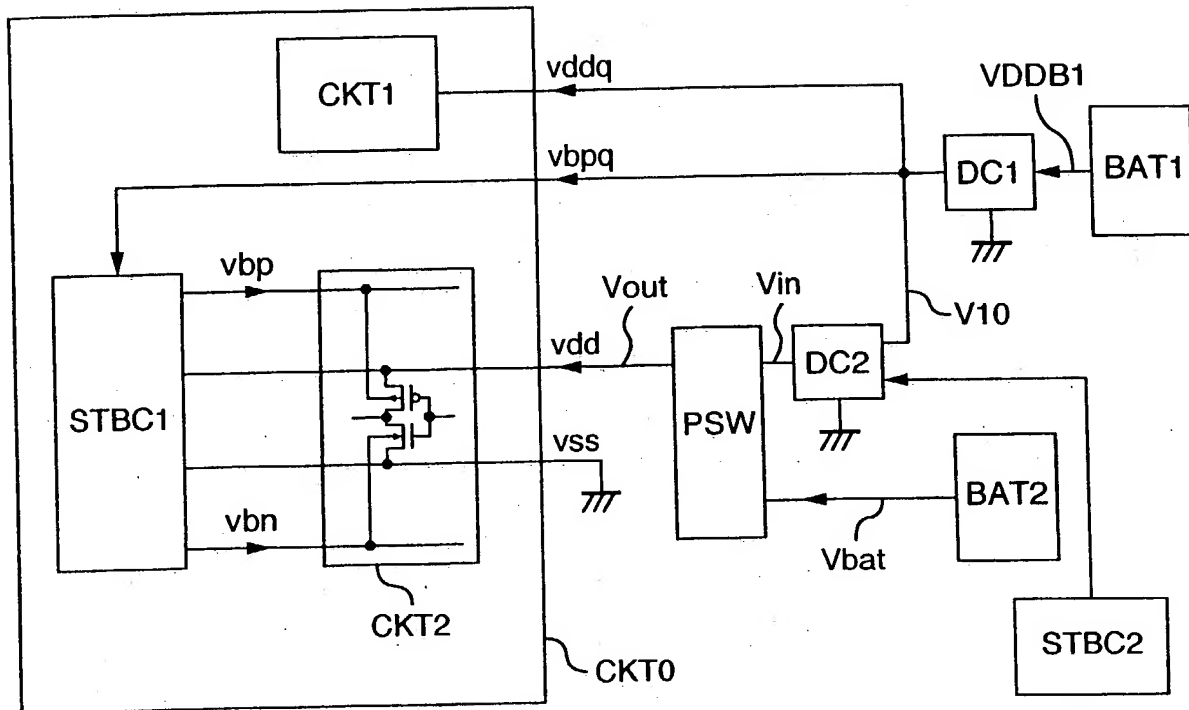 CKT1
vddq
VDDB1
DC1
BAT1
vbpq
STBC1
vbp
Vout
Vin
V10
vdd
DC2
PSW
vss
BAT2
vbn
Vbat
CKT2
CKT0
STBC2